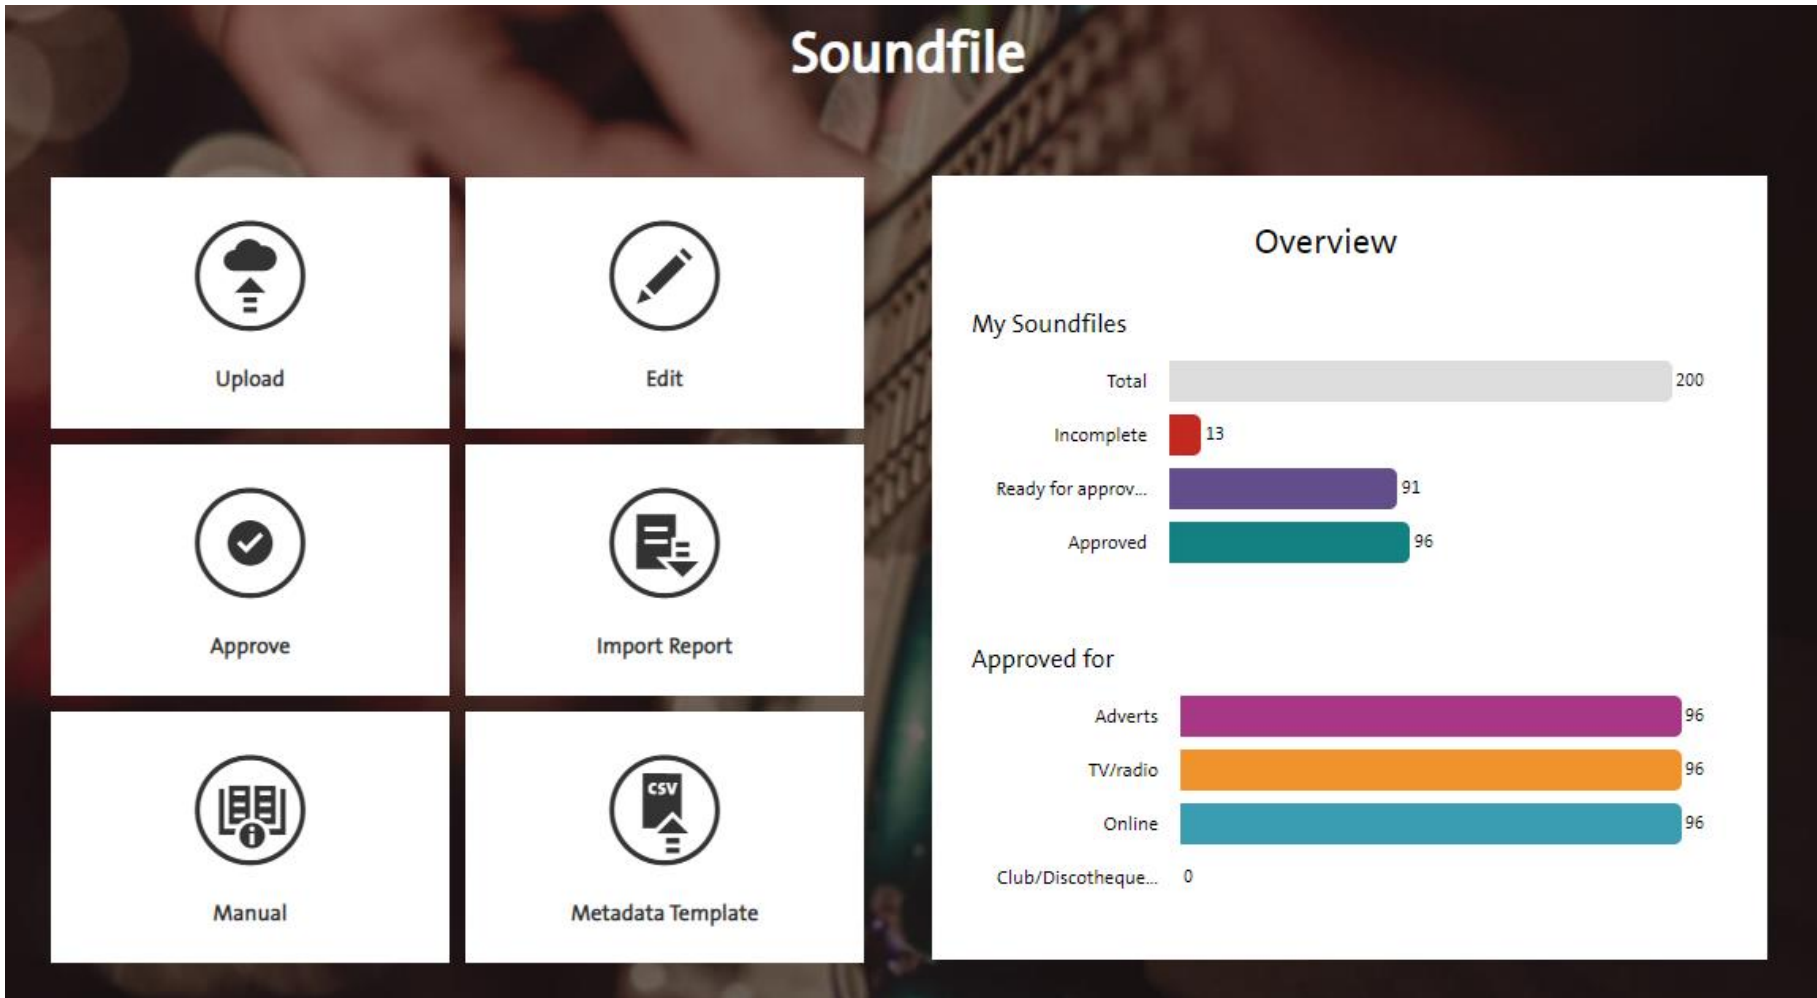 Soundfile
Upload
Edit
Approve
Import Report
Manual
CSV
Metadata Template
Overview
My Soundfiles
Total 200
Incomplete 13
Ready for approv... 91
Approved 96
Approved for
Adverts 96
TV/radio 96
Online 96
Club/Discotheque... 0